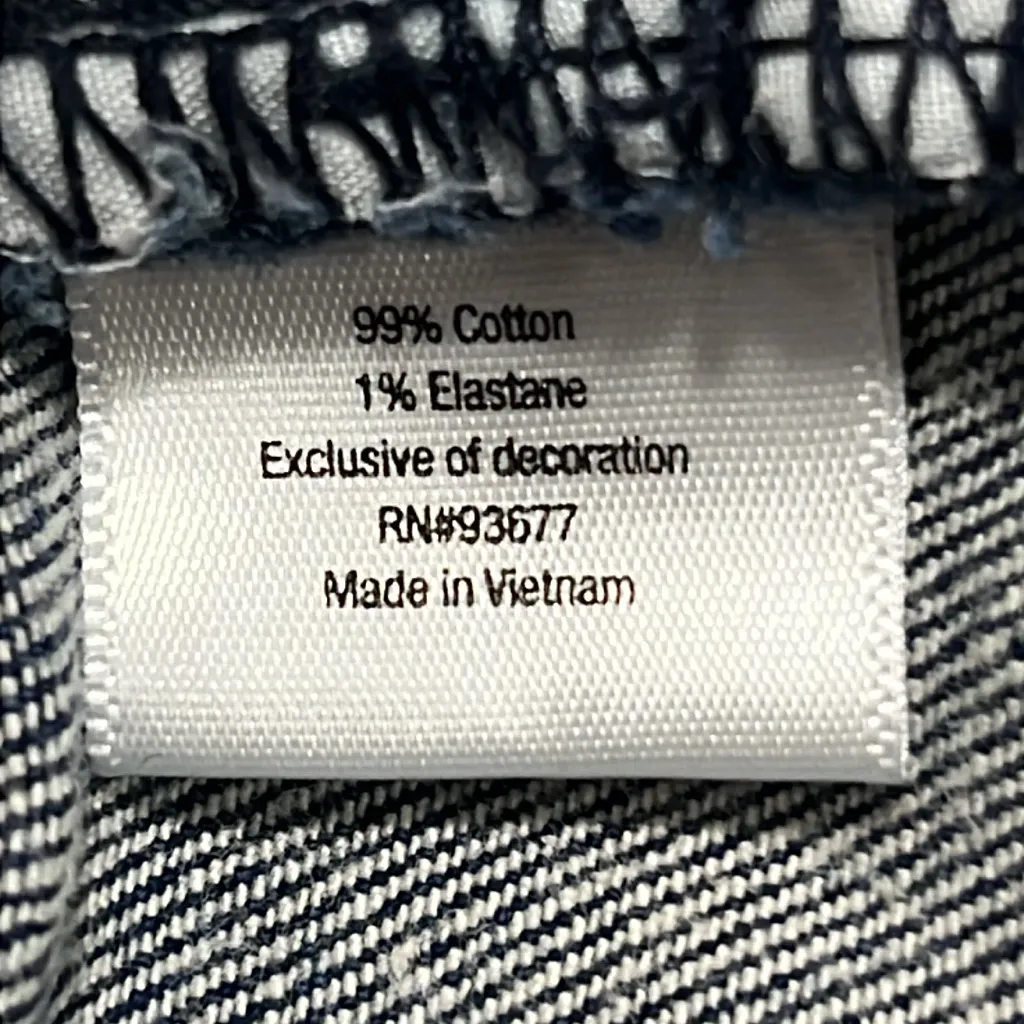 99% Cotton
1% Elastane
Exclusive of decoration
RN#93677
Made in Vietnam